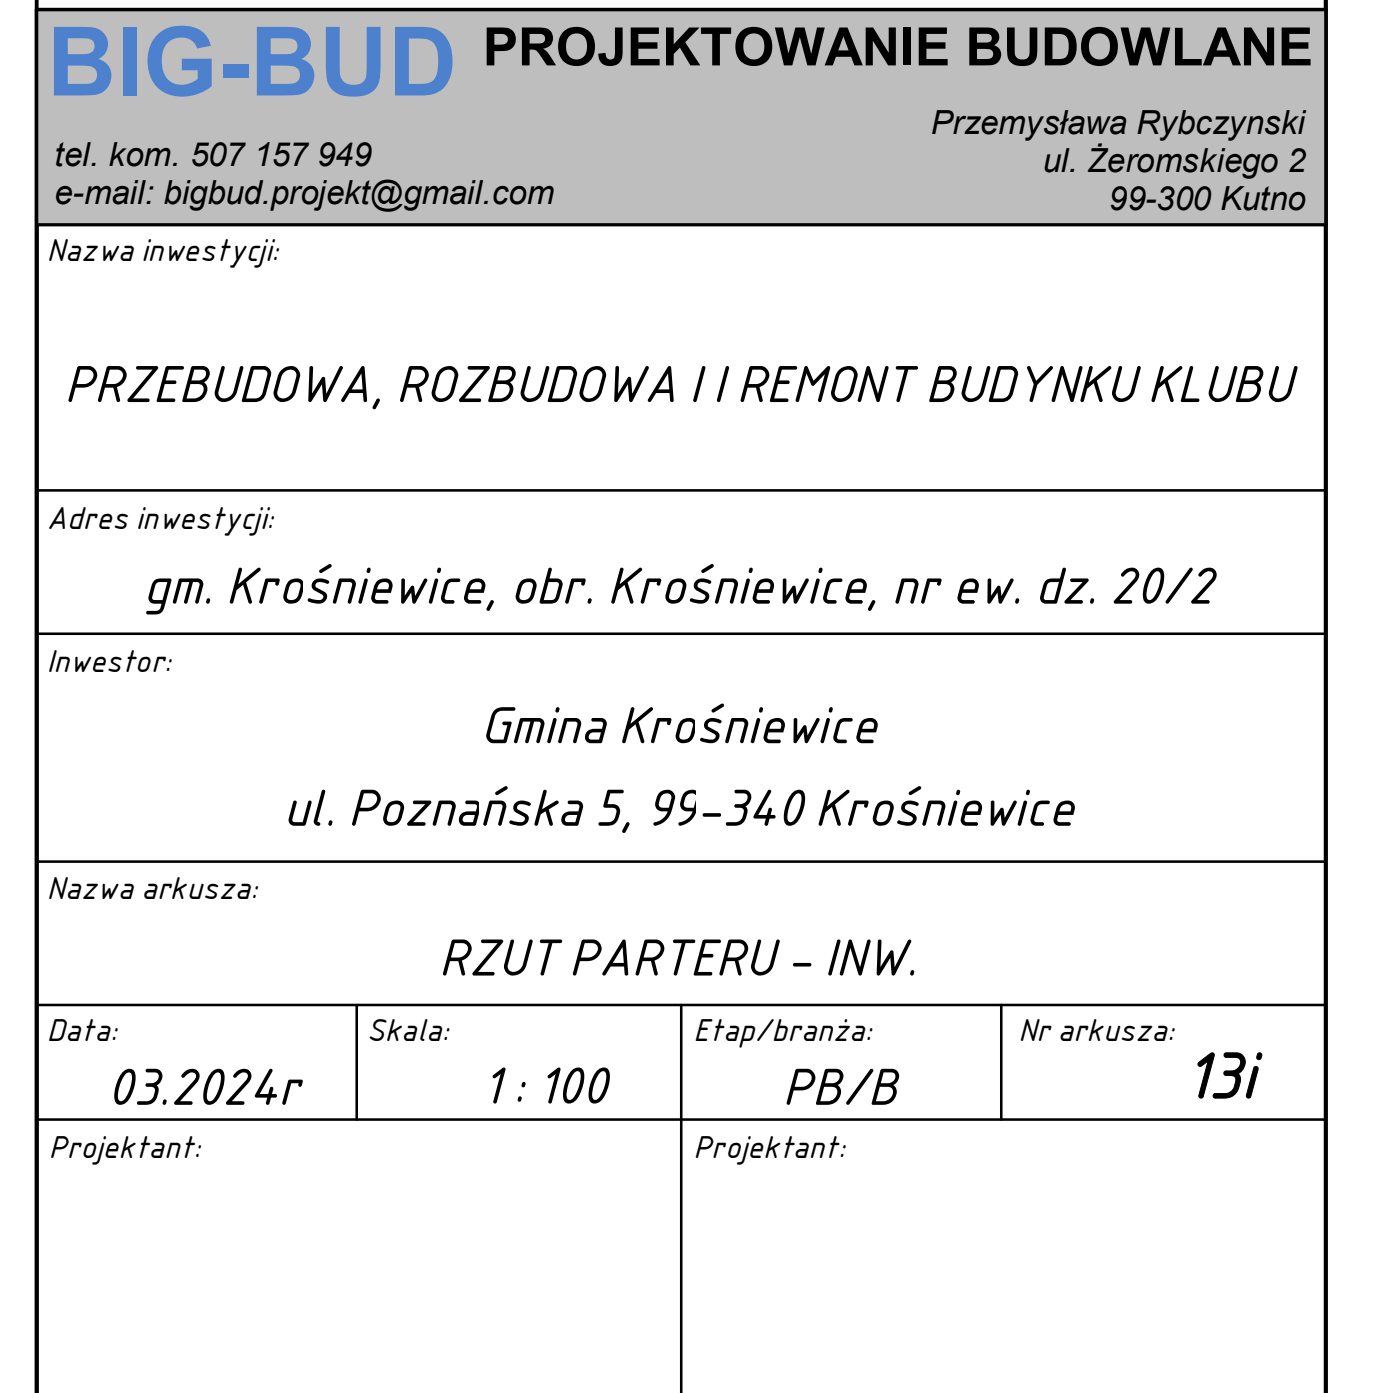 BIG-BUD PROJEKTOWANIE BUDOWLANE
Przemysława Rybczynski
tel. kom. 507 157 949
ul. Żeromskiego 2
e-mail: bigbud.projekt@gmail.com
99-300 Kutno
Nazwa inwestycji:
PRZEBUDOWA, ROZBUDOWA I I REMONT BUDYNKU KLUBU
Adres inwestycji:
gm. Krośniewice, obr. Krośniewice, nr ew. dz. 20/2
Inwestor:
Gmina Krośniewice
ul. Poznańska 5, 99-340 Krośniewice
Nazwa arkusza:
RZUT PARTERU - INW.
Data:
03.2024r
Skala:
1 : 100
Etap/branża:
PB/B
Nr arkusza:
13i
Projektant:
Projektant: